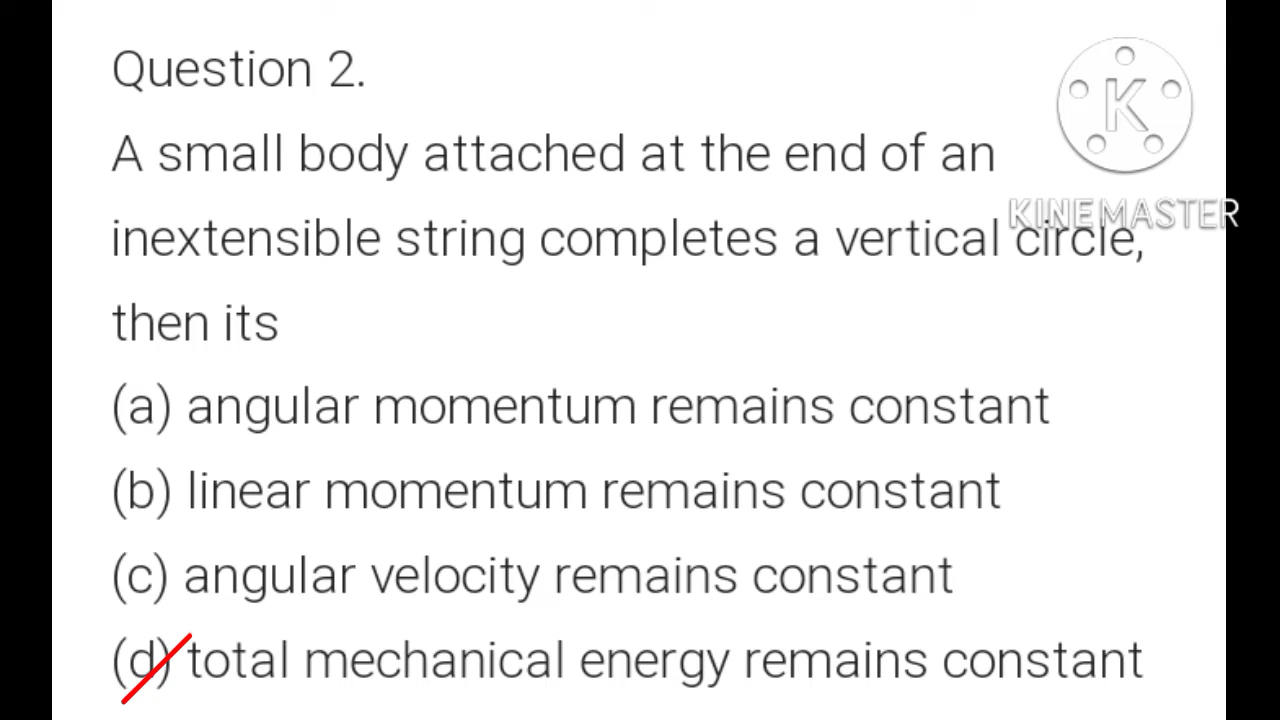 Question 2.
A small body attached at the end of an
inextensible string completes a vertical circle,
then its
(a) angular momentum remains constant
(b) linear momentum remains constant
(c) angular velocity remains constant
(d) total mechanical energy remains constant
K
KINEMASTER